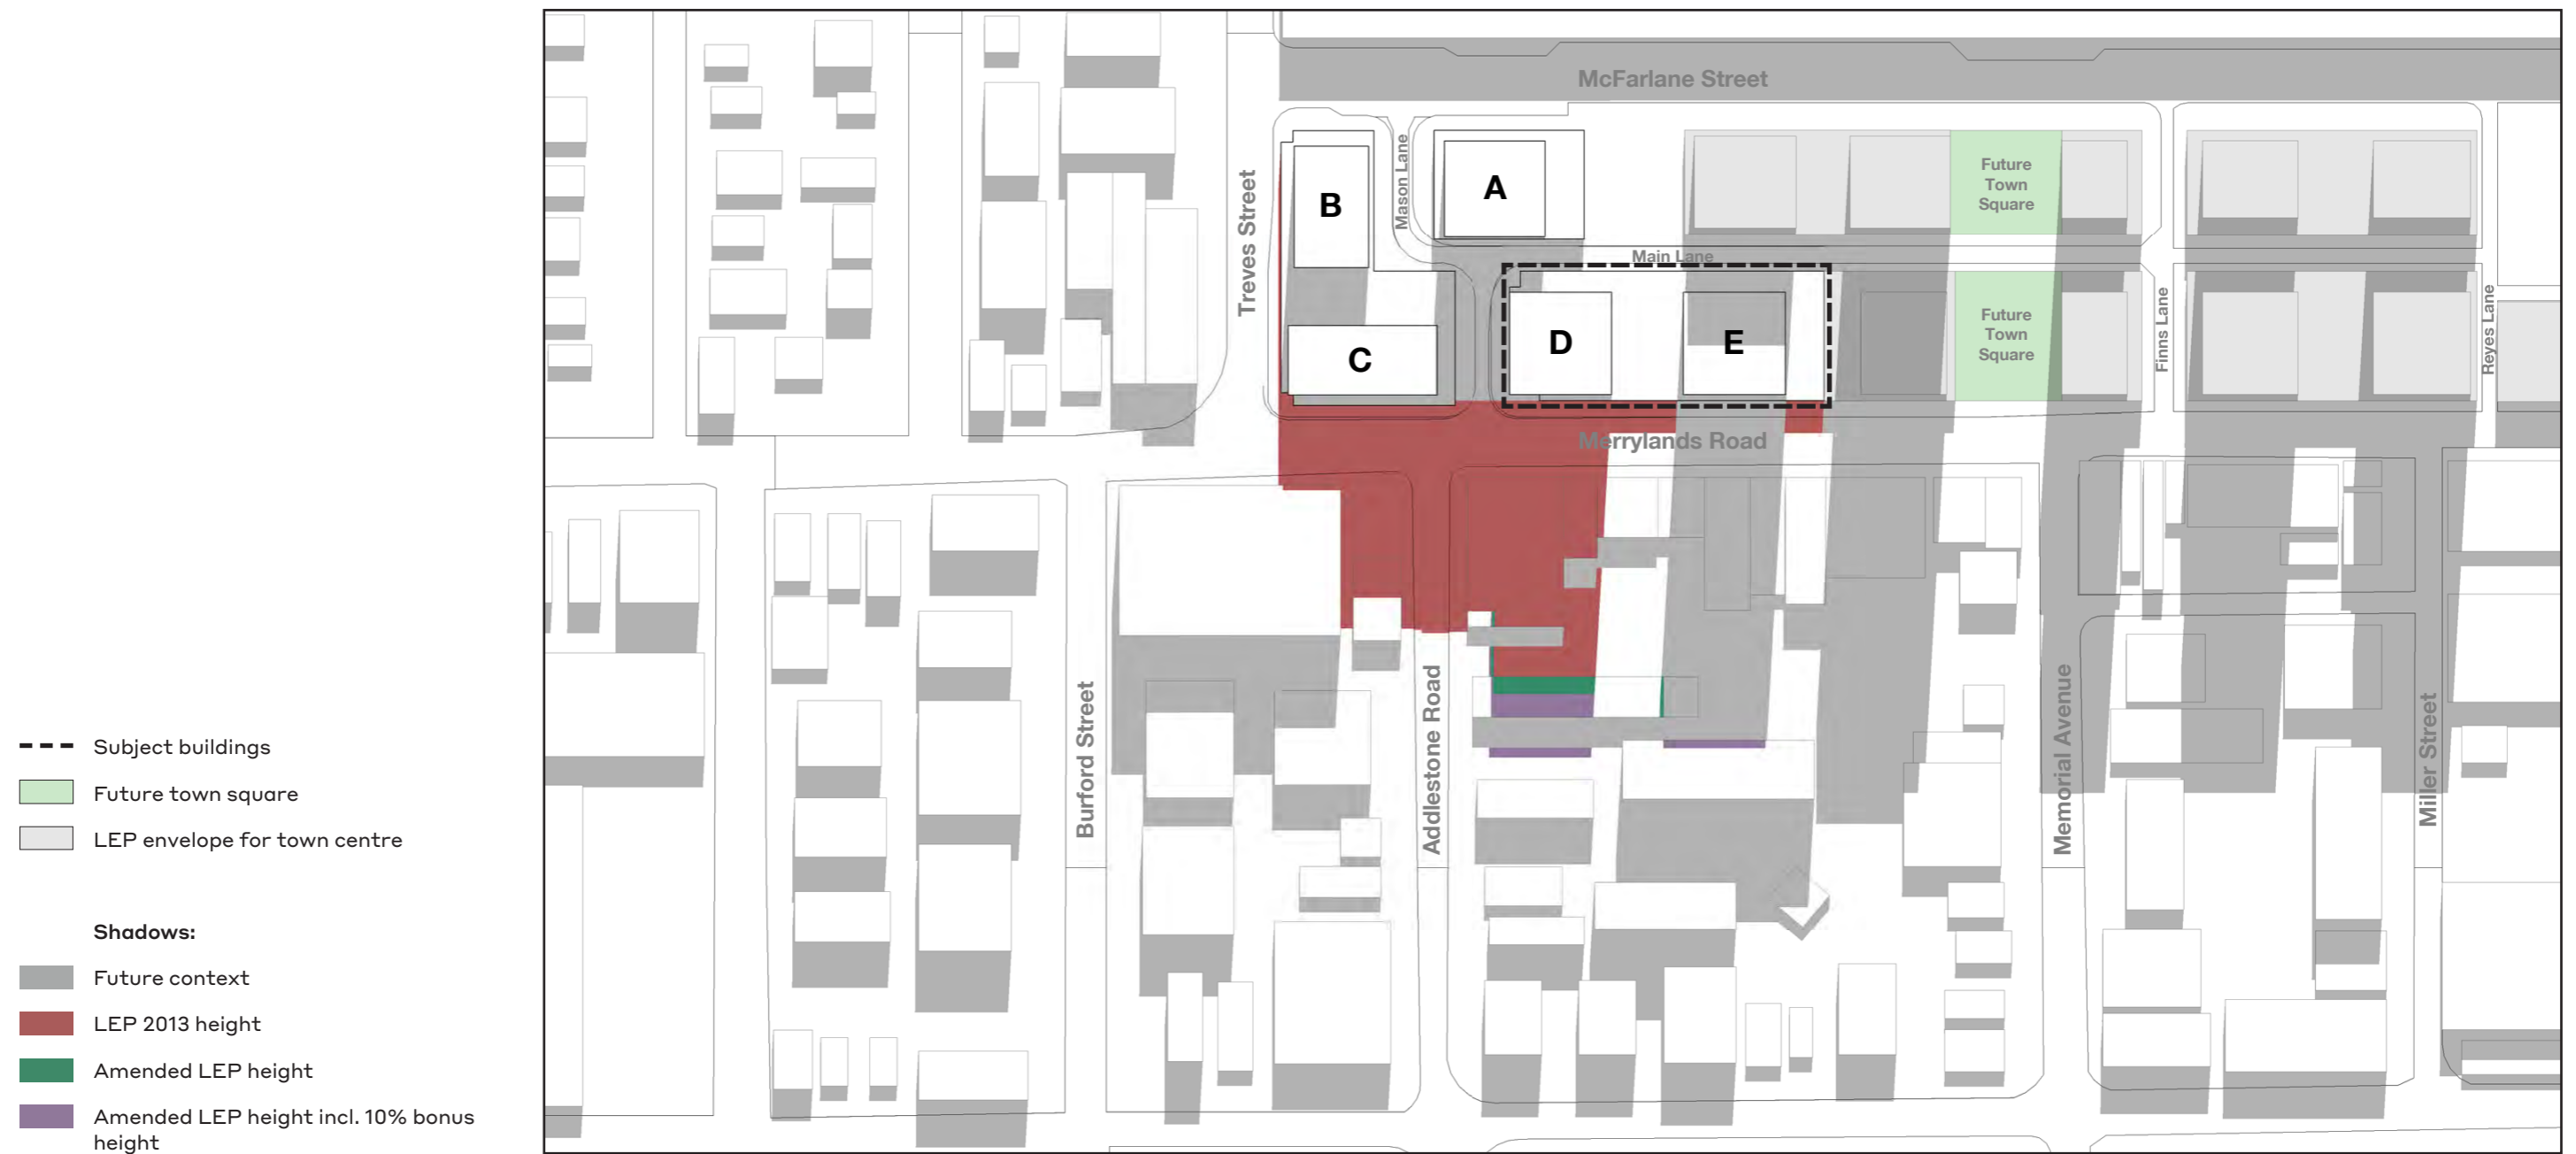 McFarlane Street
Treves Street
Mason Lane
B
A
Future
Town
Square
Main Lane
C
D
E
Future
Town
Square
Finns Lane
Reyes Lane
Merrylands Road
Burford Street
Addlestone Road
Memorial Avenue
Miller Street
Subject buildings
Future town square
LEP envelope for town centre
Shadows:
Future context
LEP 2013 height
Amended LEP height
Amended LEP height incl. 10% bonus
height